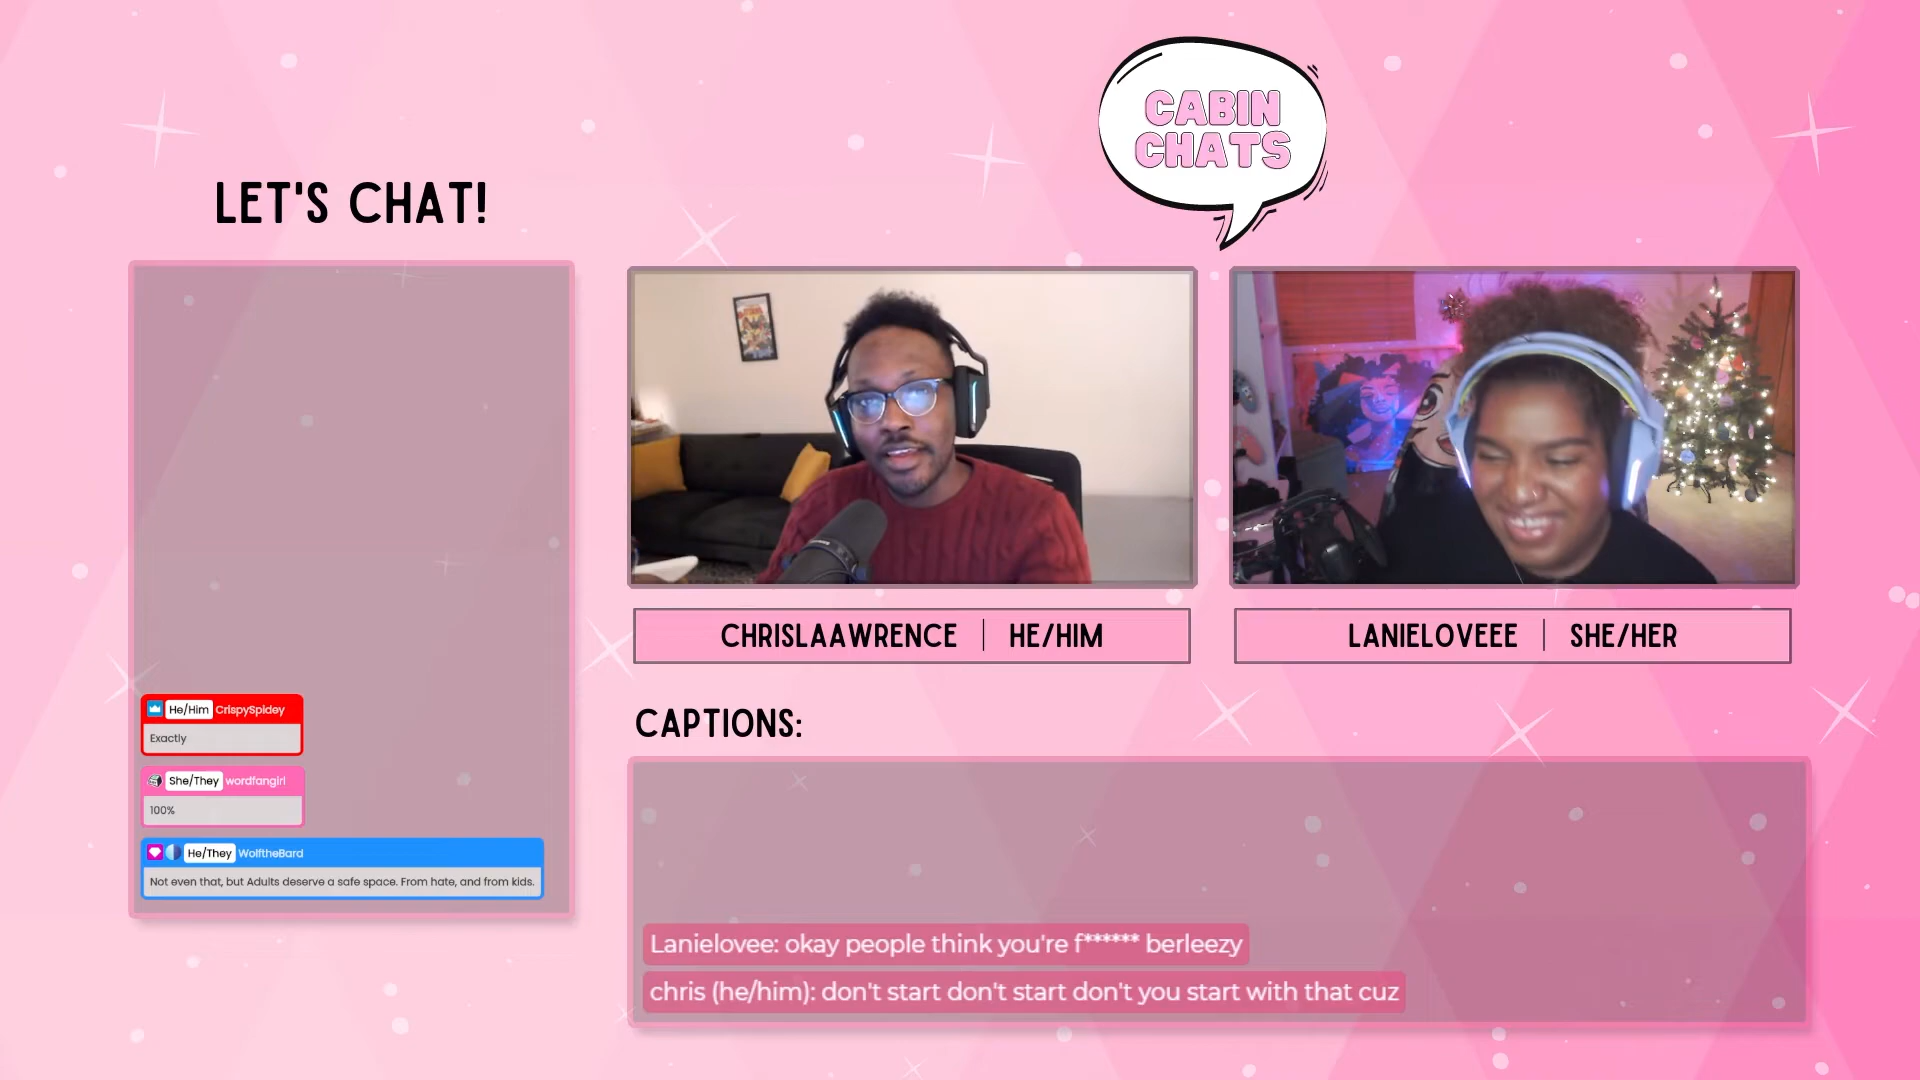 CABIN
CHATS
LET'S CHAT!
CHRISLAAWRENCE | HE/HIM
LANIELOVEEE | SHE/HER
He/Him CrispySpidey
Exactly
She/They wordfangirl
100%
He/They WolftheBard
Not even that, but Adults deserve a safe space. From hate, and from kids.
CAPTIONS:
Lanielovee: okay people think you're f****** berleezy
chris (he/him): don't start don't start don't you start with that cuz